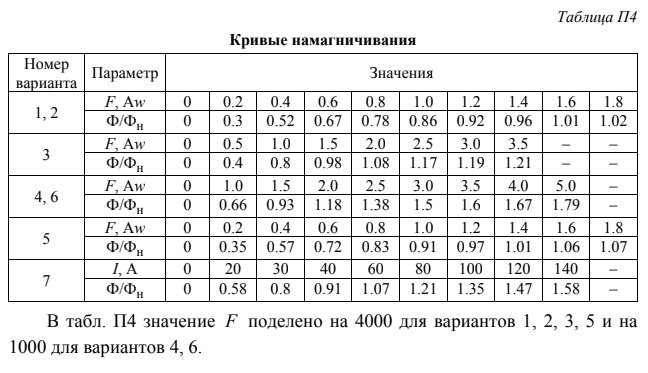 Таблица П4
Кривые намагничивания
Номер варианта Параметр Значения
1, 2 F, Aw 0 0.2 0.4 0.6 0.8 1.0 1.2 1.4 1.6 1.8
Ф/Фн 0 0.3 0.52 0.67 0.78 0.86 0.92 0.96 1.01 1.02
3 F, Aw 0 0.5 1.0 1.5 2.0 2.5 3.0 3.5 – –
Ф/Фн 0 0.4 0.8 0.98 1.08 1.17 1.19 1.21 – –
4, 6 F, Aw 0 1.0 1.5 2.0 2.5 3.0 3.5 4.0 5.0 –
Ф/Фн 0 0.66 0.93 1.18 1.38 1.5 1.6 1.67 1.79 –
5 F, Aw 0 0.2 0.4 0.6 0.8 1.0 1.2 1.4 1.6 1.8
Ф/Фн 0 0.35 0.57 0.72 0.83 0.91 0.97 1.01 1.06 1.07
7 I, А 0 20 30 40 60 80 100 120 140 –
Ф/Фн 0 0.58 0.8 0.91 1.07 1.21 1.35 1.47 1.58 –
В табл. П4 значение F поделено на 4000 для вариантов 1, 2, 3, 5 и на
1000 для вариантов 4, 6.